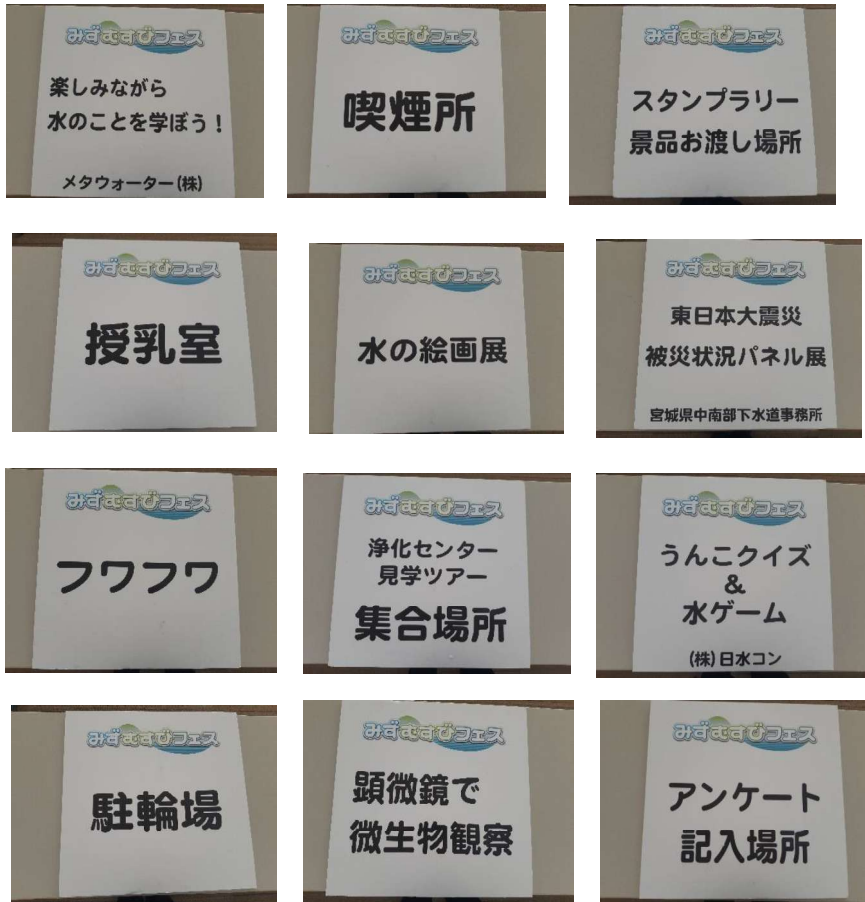 みずむすびフェス
楽しみながら
水のことを学ぼう！
メタウォーター(株)
みずむすびフェス
喫煙所
みずむすびフェス
スタンプラリー
景品お渡し場所
みずむすびフェス
授乳室
みずむすびフェス
水の絵画展
みずむすびフェス
東日本大震災
被災状況パネル展
宮城県中南部下水道事務所
みずむすびフェス
フワフワ
みずむすびフェス
浄化センター
見学ツアー
集合場所
みずむすびフェス
うんこクイズ
&
水ゲーム
(株)日水コン
みずむすびフェス
駐輪場
みずむすびフェス
顕微鏡で
微生物観察
みずむすびフェス
アンケート
記入場所